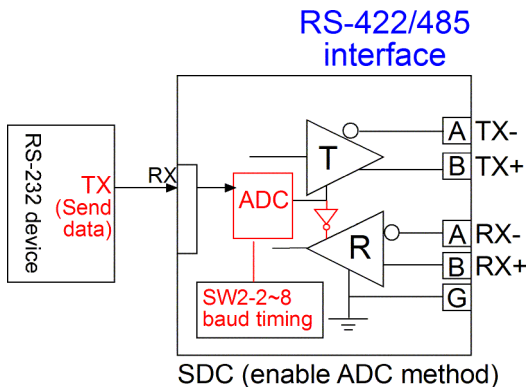 RS-422/485
interface
RS-232 device
TX
(Send
data)
RX
ADC
T
A TX-
B TX+
R
A RX-
B RX+
G
SW2-2~8
baud timing
SDC (enable ADC method)